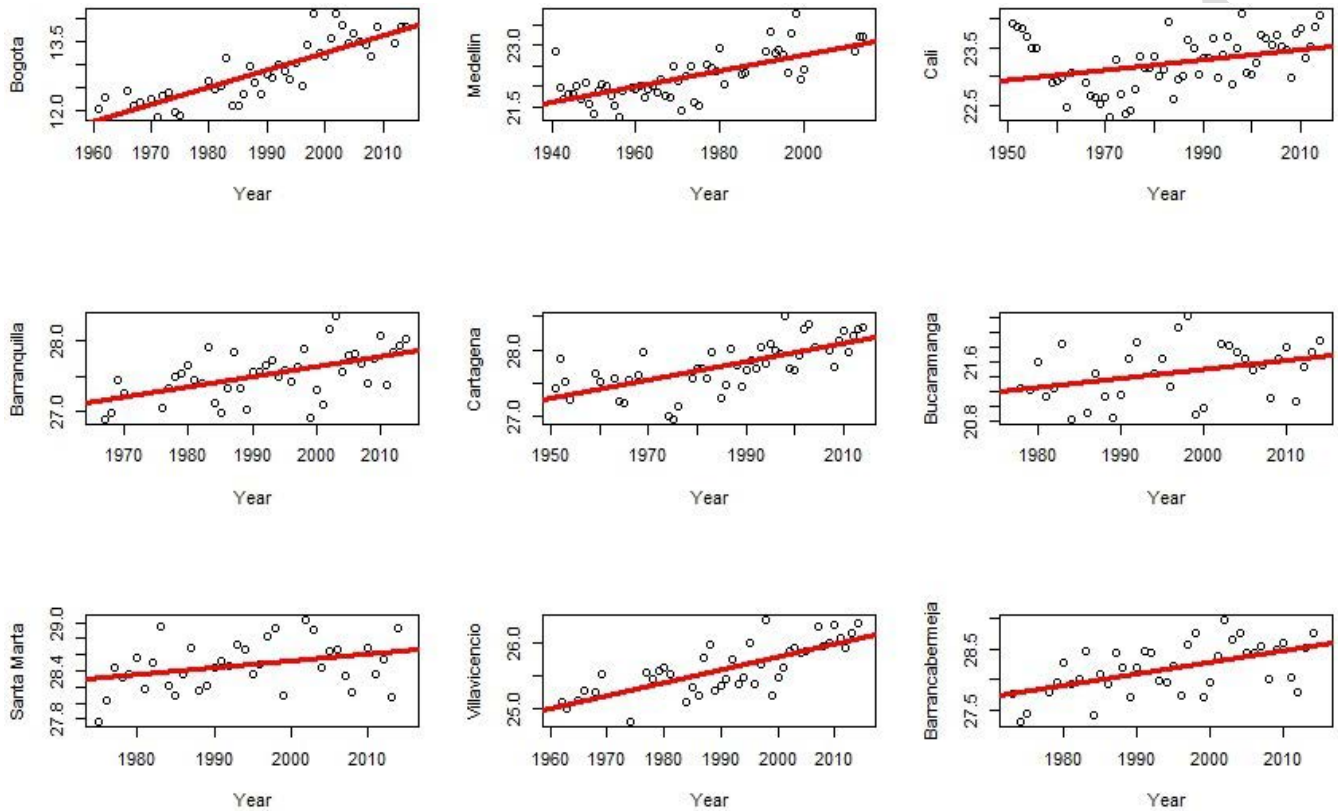 Bogota
12.0 13.5
1960 1970 1980 1990 2000 2010
Year
Medellin
21.5 23.0
1940 1960 1980 2000
Year
Cali
22.5 23.5
1950 1970 1990 2010
Year
Barranquilla
27.0 28.0
1970 1980 1990 2000 2010
Year
Cartagena
27.0 28.0
1950 1970 1990 2010
Year
Bucaramanga
20.8 21.6
1980 1990 2000 2010
Year
Santa Marta
27.8 28.4 29.0
1980 1990 2000 2010
Year
Villavicencio
25.0 26.0
1960 1970 1980 1990 2000 2010
Year
Barrancabermeja
27.5 28.5
1980 1990 2000 2010
Year